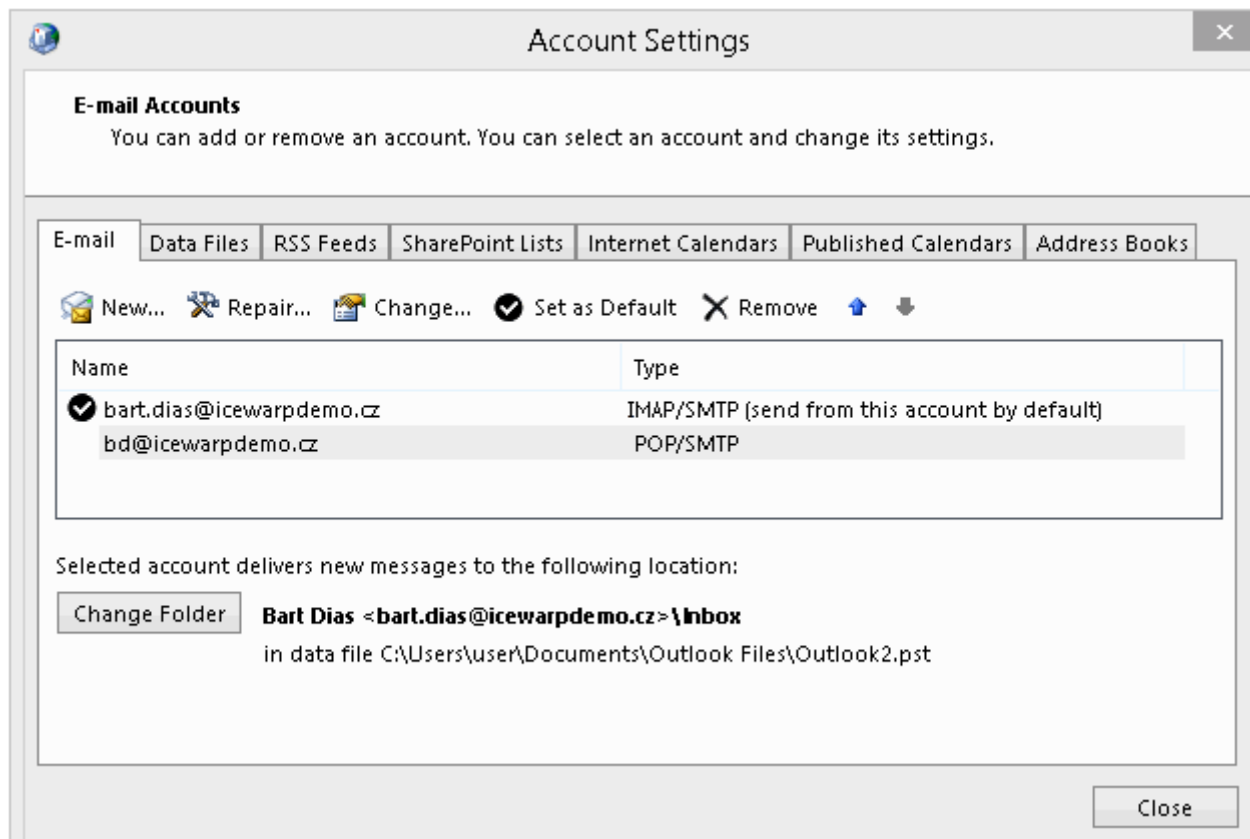 Account Settings
E-mail Accounts
You can add or remove an account. You can select an account and change its settings.
E-mail Data Files RSS Feeds SharePoint Lists Internet Calendars Published Calendars Address Books
New... Repair... Change... Set as Default Remove
Name Type
bart.dias@icewarpdemo.cz IMAP/SMTP (send from this account by default)
bd@icewarpdemo.cz POP/SMTP
Selected account delivers new messages to the following location:
Change Folder Bart Dias <bart.dias@icewarpdemo.cz>\Inbox
in data file C:\Users\user\Documents\Outlook Files\Outlook2.pst
Close